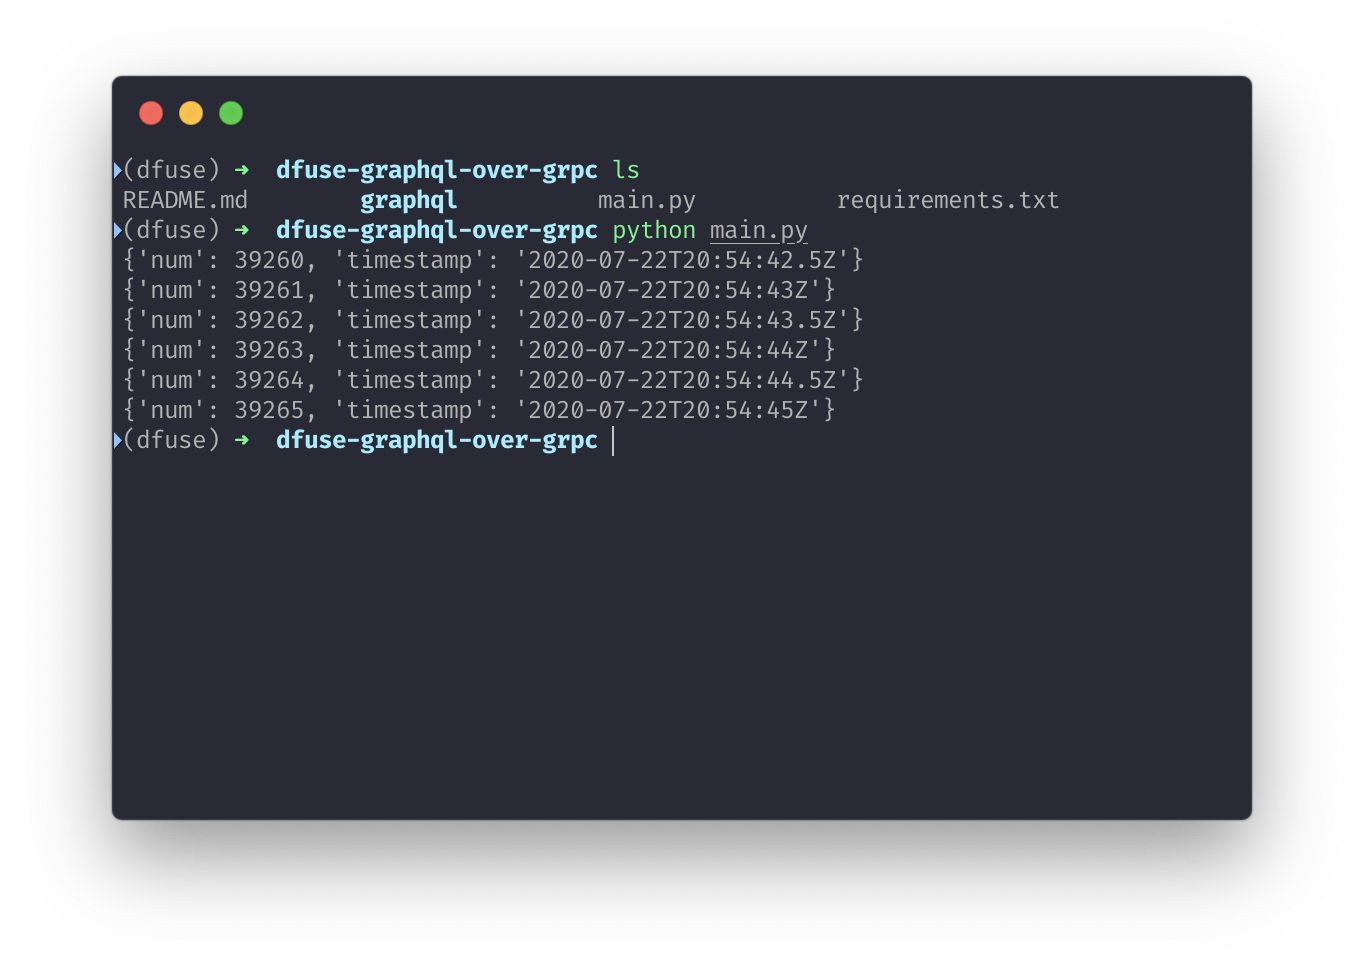 (dfuse) ➜  dfuse-graphql-over-grpc ls
README.md        graphql          main.py          requirements.txt
(dfuse) ➜  dfuse-graphql-over-grpc python main.py
{'num': 39260, 'timestamp': '2020-07-22T20:54:42.5Z'}
{'num': 39261, 'timestamp': '2020-07-22T20:54:43Z'}
{'num': 39262, 'timestamp': '2020-07-22T20:54:43.5Z'}
{'num': 39263, 'timestamp': '2020-07-22T20:54:44Z'}
{'num': 39264, 'timestamp': '2020-07-22T20:54:44.5Z'}
{'num': 39265, 'timestamp': '2020-07-22T20:54:45Z'}
(dfuse) ➜  dfuse-graphql-over-grpc